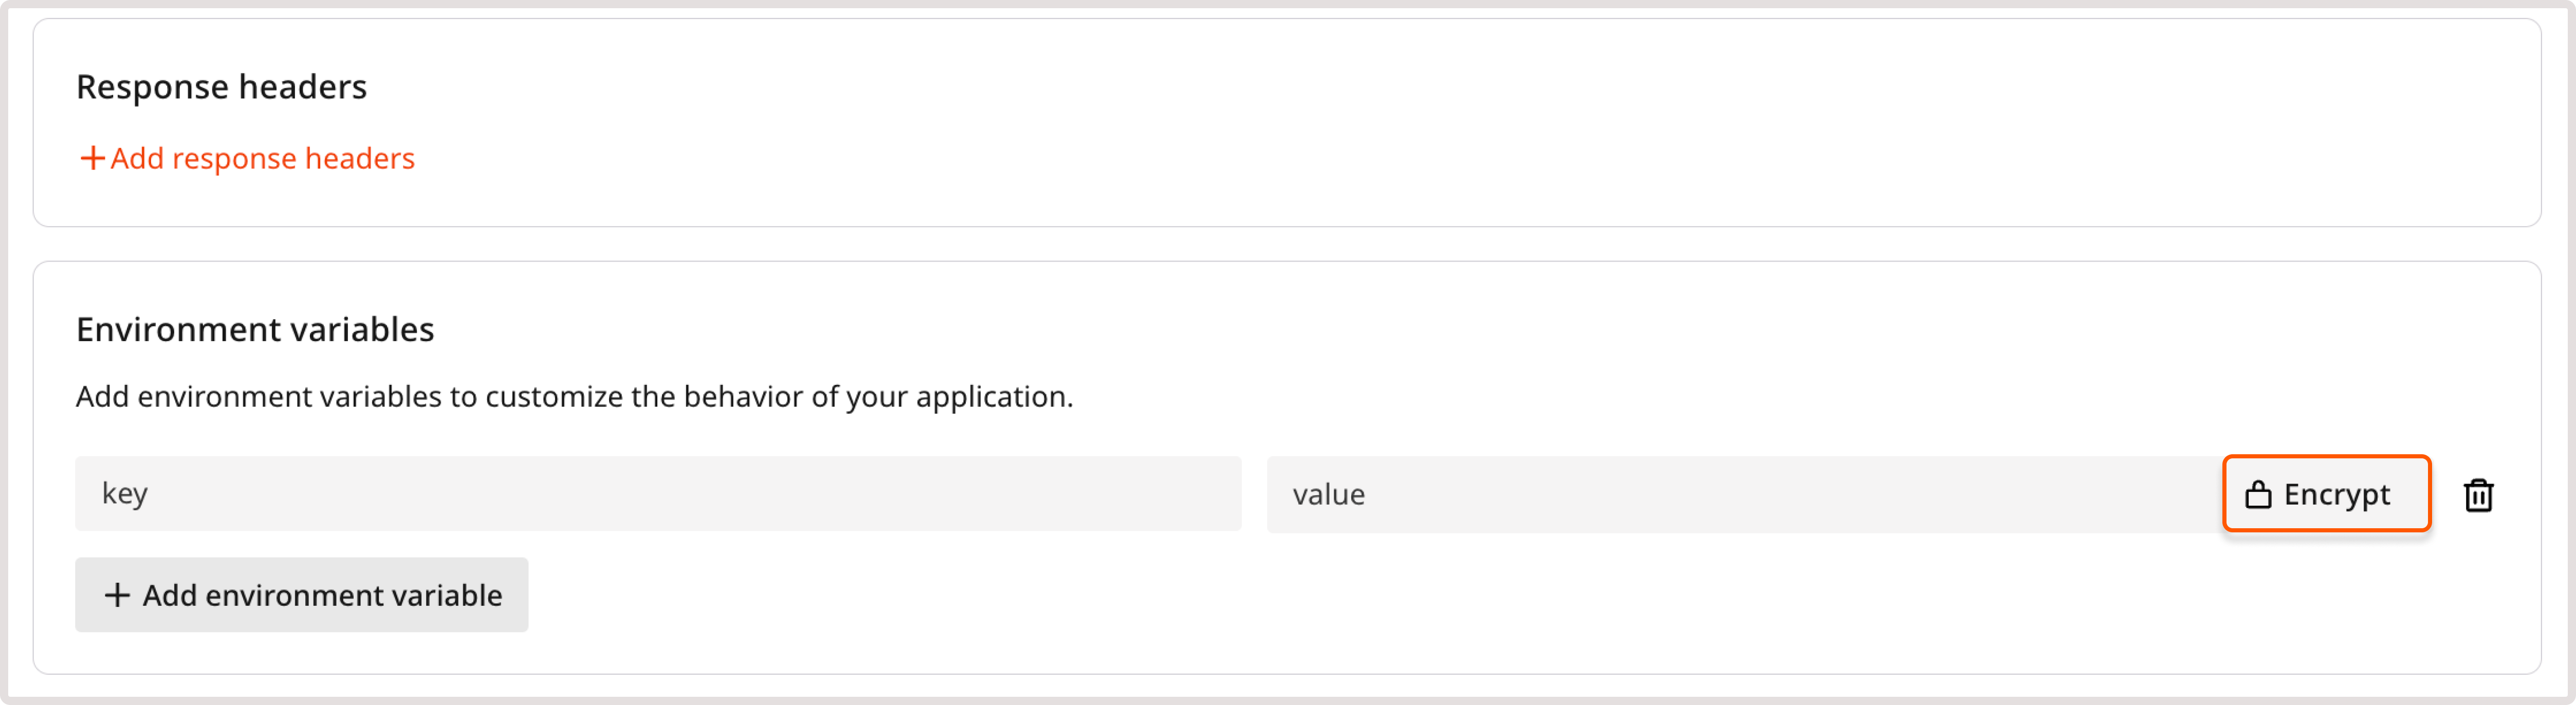 Response headers
+ Add response headers
Environment variables
Add environment variables to customize the behavior of your application.
key value Encrypt
+ Add environment variable